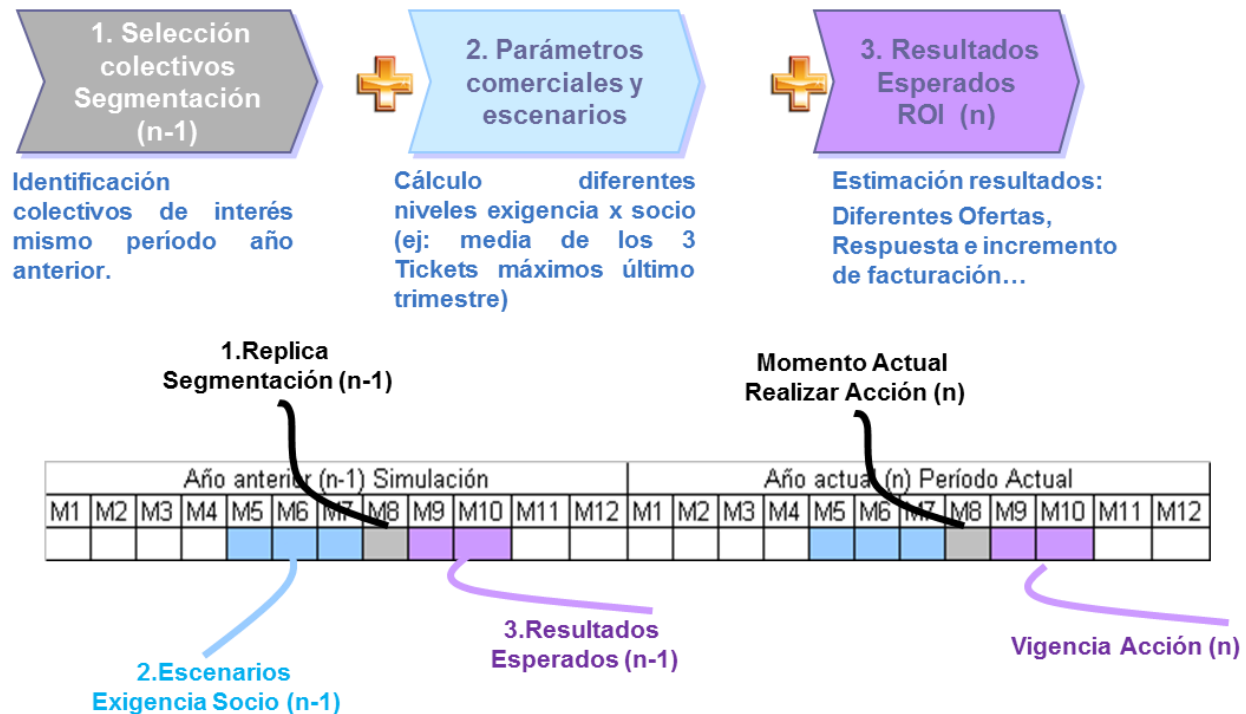 1. Selección
colectivos
Segmentación
(n-1)
2. Parámetros
comerciales y
escenarios
3. Resultados
Esperados
ROI (n)
Identificación
colectivos de interés
mismo período año
anterior.
Cálculo diferentes
niveles exigencia x socio
(ej: media de los 3
Tickets máximos último
trimestre)
Estimación resultados:
Diferentes Ofertas,
Respuesta e incremento
de facturación...
1.Replica
Segmentación (n-1)
Momento Actual
Realizar Acción (n)
Año anterior (n-1) Simulación Año actual (n) Período Actual
M1 M2 M3 M4 M5 M6 M7 M8 M9 M10 M11 M12 M1 M2 M3 M4 M5 M6 M7 M8 M9 M10 M11 M12
3.Resultados
Esperados (n-1)
Vigencia Acción (n)
2.Escenarios
Exigencia Socio (n-1)